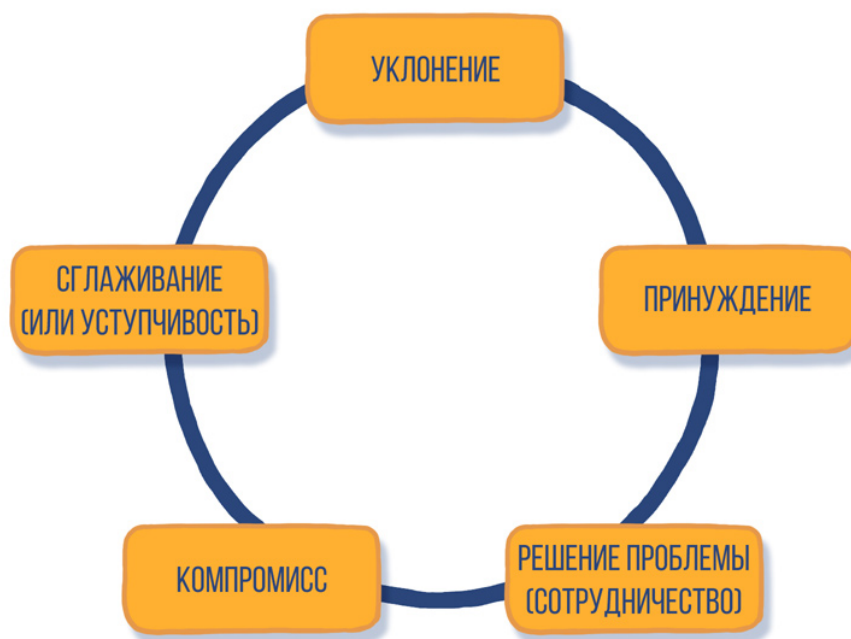 УКЛОНЕНИЕ
СГЛАЖИВАНИЕ
(ИЛИ УСТУПЧИВОСТЬ)
ПРИНУЖДЕНИЕ
КОМПРОМИСС
РЕШЕНИЕ ПРОБЛЕМЫ
(СОТРУДНИЧЕСТВО)